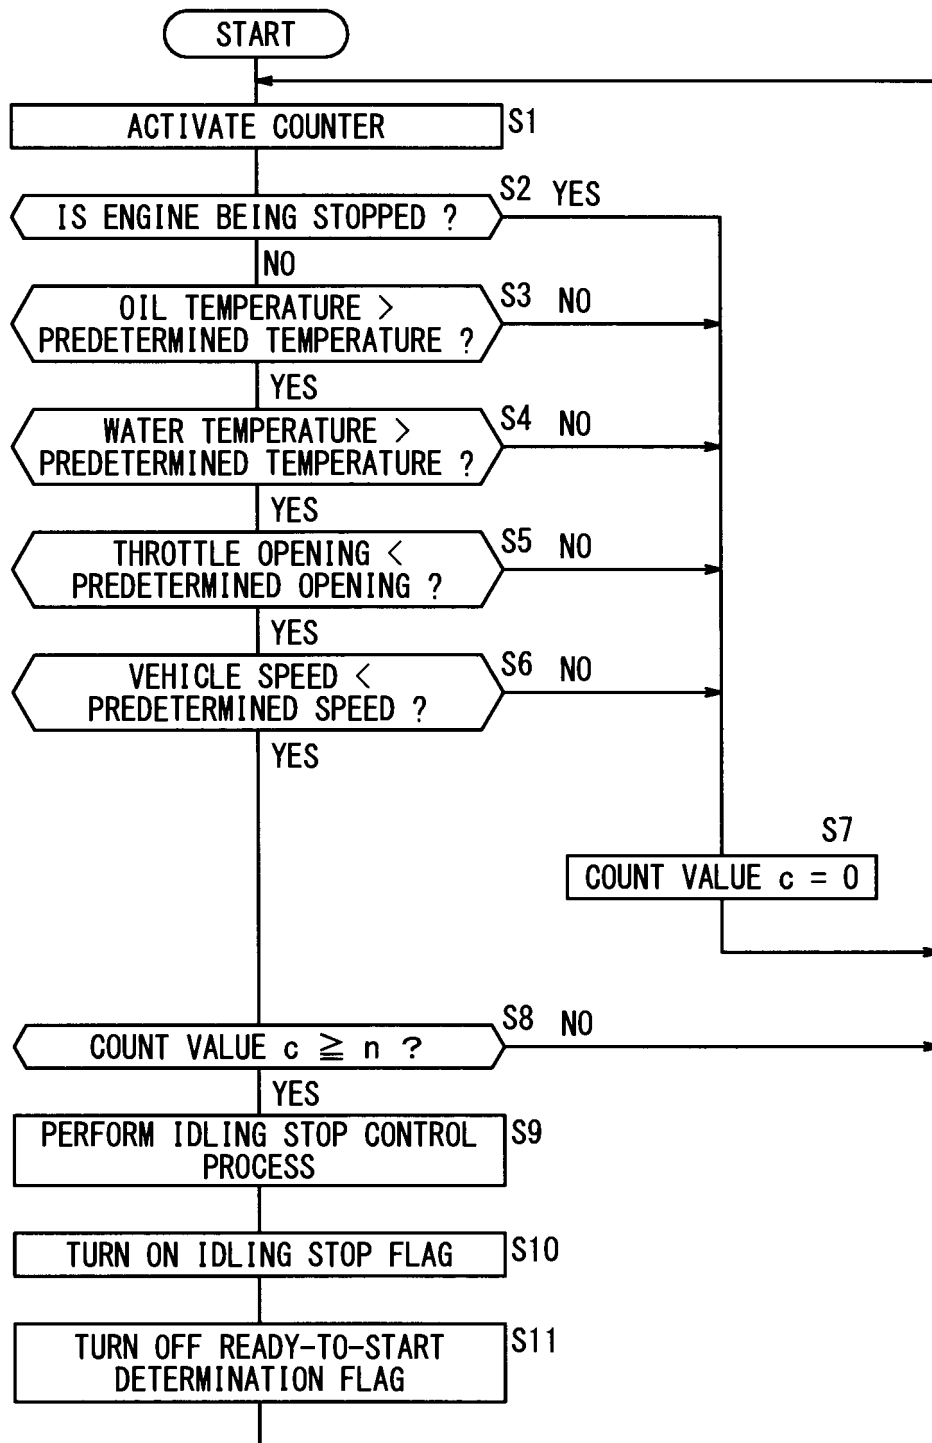 START
ACTIVATE COUNTER
S1
IS ENGINE BEING STOPPED ?
S2 YES
NO
OIL TEMPERATURE >
PREDETERMINED TEMPERATURE ?
S3 NO
YES
WATER TEMPERATURE >
PREDETERMINED TEMPERATURE ?
S4 NO
YES
THROTTLE OPENING <
PREDETERMINED OPENING ?
S5 NO
YES
VEHICLE SPEED <
PREDETERMINED SPEED ?
S6 NO
YES
S7
COUNT VALUE c = 0
COUNT VALUE c ≧ n ?
S8 NO
YES
PERFORM IDLING STOP CONTROL
PROCESS
S9
TURN ON IDLING STOP FLAG
S10
TURN OFF READY-TO-START
DETERMINATION FLAG
S11